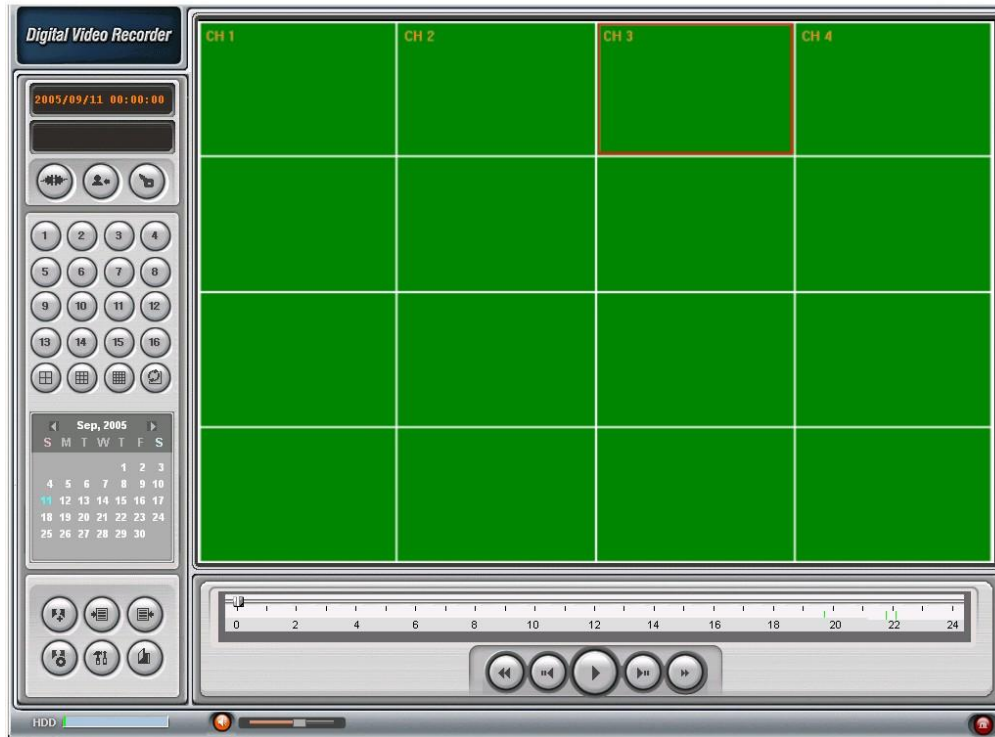 Digital Video Recorder
CH 1 CH 2 CH 3 CH 4
2005/09/11 00:00:00
1 2 3 4
5 6 7 8
9 10 11 12
13 14 15 16
Sep, 2005
S M T W T F S
1 2 3
4 5 6 7 8 9 10
11 12 13 14 15 16 17
18 19 20 21 22 23 24
25 26 27 28 29 30
0 2 4 6 8 10 12 14 16 18 20 22 24
HDD